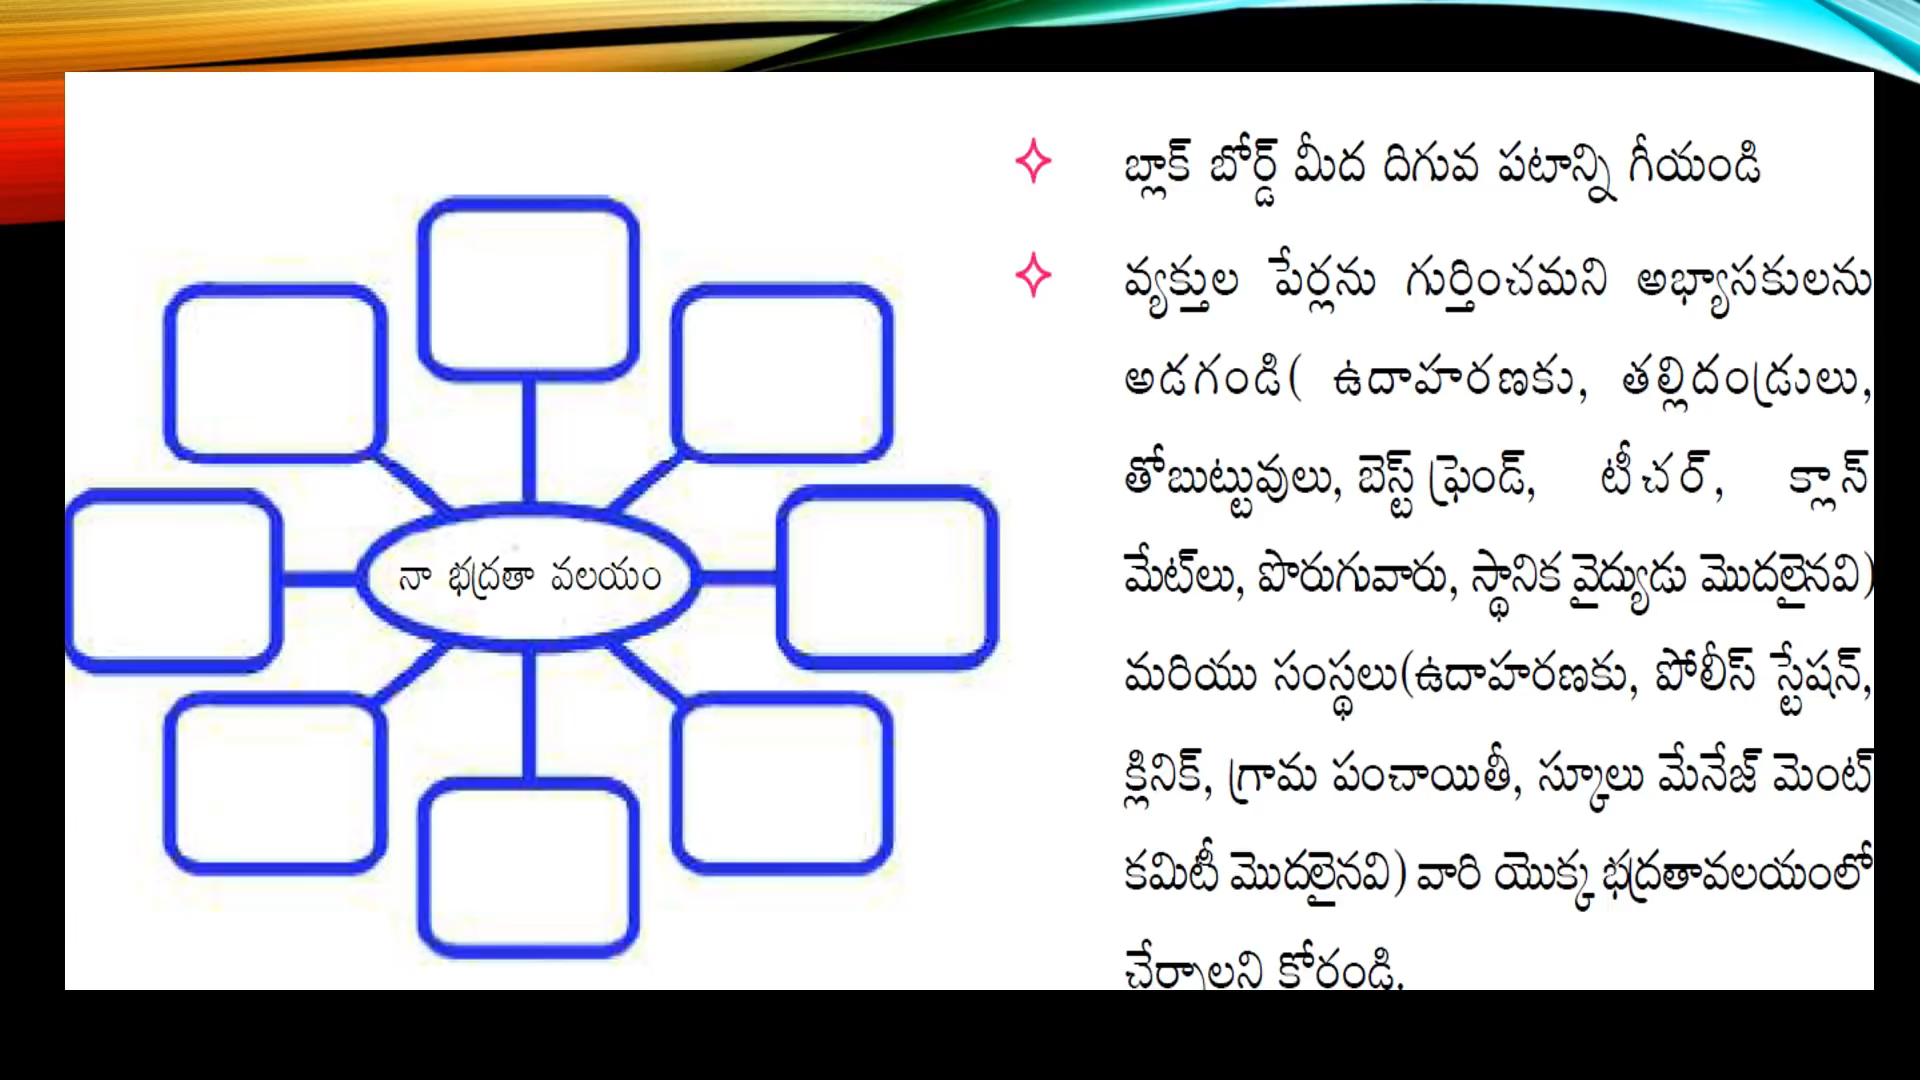 నా భద్రతా వలయం
బ్లాక్ బోర్డ్ మీద దిగువ పటాన్ని గీయండి
వ్యక్తుల పేర్లను గుర్తించమని అభ్యాసకులను
అడగండి( ఉదాహరణకు, తల్లిదండ్రులు,
తోబుట్టువులు, బెస్ట్ ఫ్రెండ్, టీచర్, క్లాస్
మేట్‌లు, పొరుగువారు, స్థానిక వైద్యుడు మొదలైనవి)
మరియు సంస్థలు(ఉదాహరణకు, పోలీస్ స్టేషన్,
క్లినిక్, గ్రామ పంచాయితీ, స్కూలు మేనేజ్ మెంట్
కమిటీ మొదలైనవి) వారి యొక్క భద్రతావలయంలో
చేర్చాలని కోరండి.